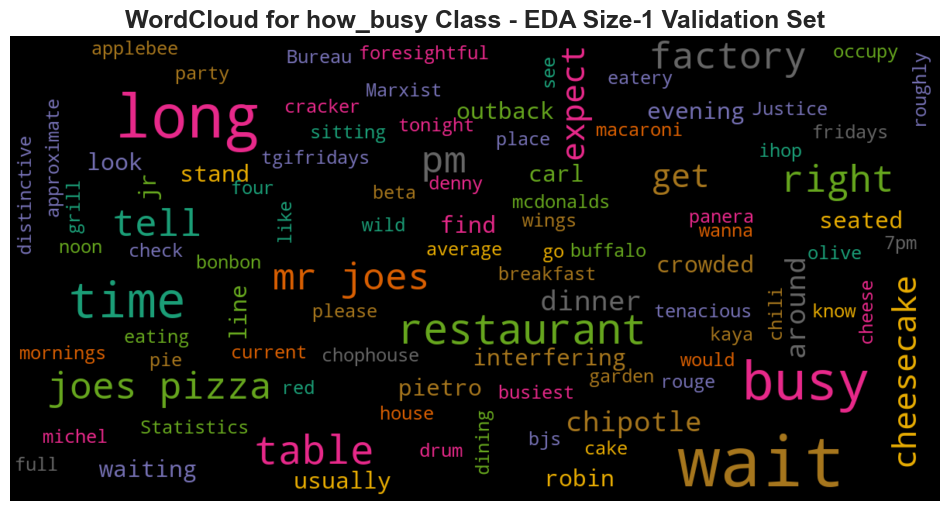 WordCloud for how_busy Class - EDA Size-1 Validation Set
applebee
Bureau
foresightful
see
expect
factory
occupy
roughly
party
eatery
Marxist
long
cracker
outback
evening
Justice
approximate
distinctive
sitting
tonight
place
macaroni
fridays
look
tgifridays
pm
ihop
stand
jr
four
beta
denny
carl
get
right
grill
like
mcdonalds
tell
wild
find
wings
panera
wanna
seated
noon
check
average
go
buffalo
olive
7pm
bonbon
mr joes
breakfast
crowded
around
time
line
please
dinner
tenacious
chili
know
cheese
cheesecake
eating
restaurant
kaya
mornings
pie
current
chophouse
interfering
would
joes pizza
red
pietro
busiest
garden
rouge
busy
house
chipotle
michel
Statistics
table
drum
dining
bjs
cake
wait
full
waiting
usually
robin